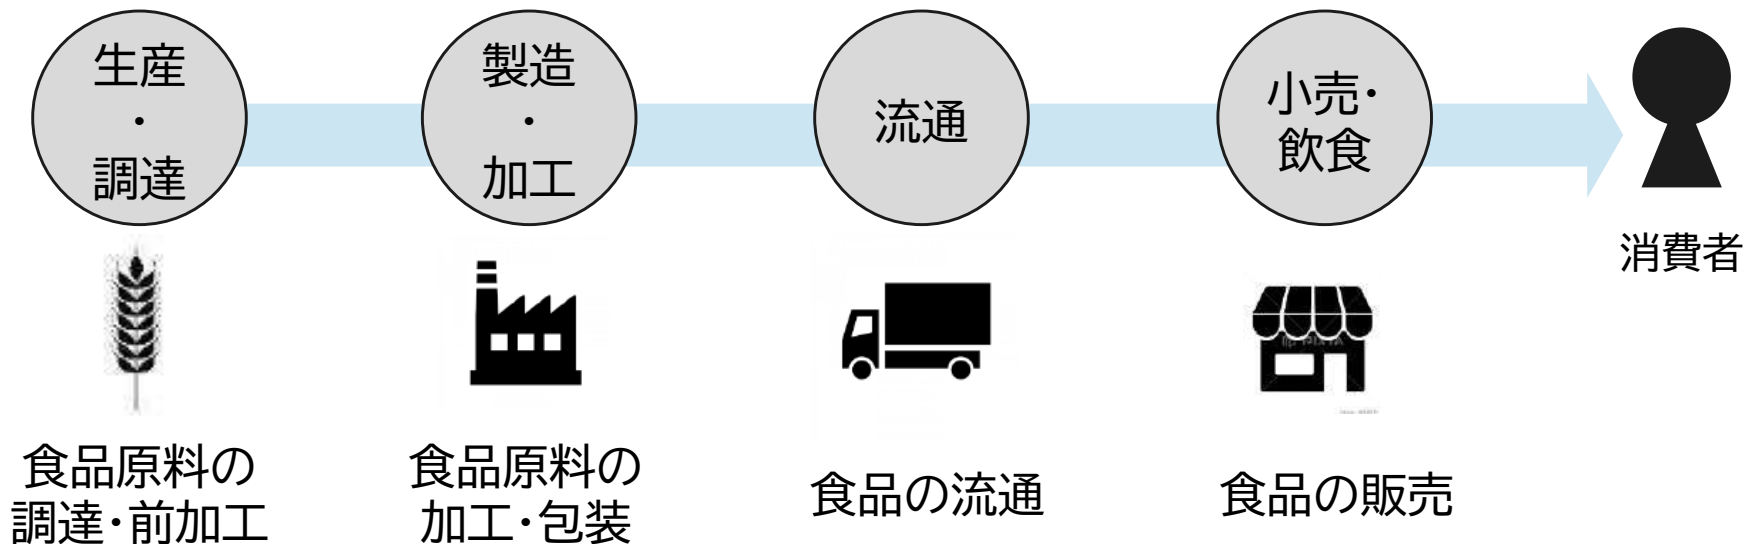 生産
・
調達
製造
・
加工
流通
小売・
飲食
消費者
食品原料の
調達・前加工
食品原料の
加工・包装
食品の流通
食品の販売